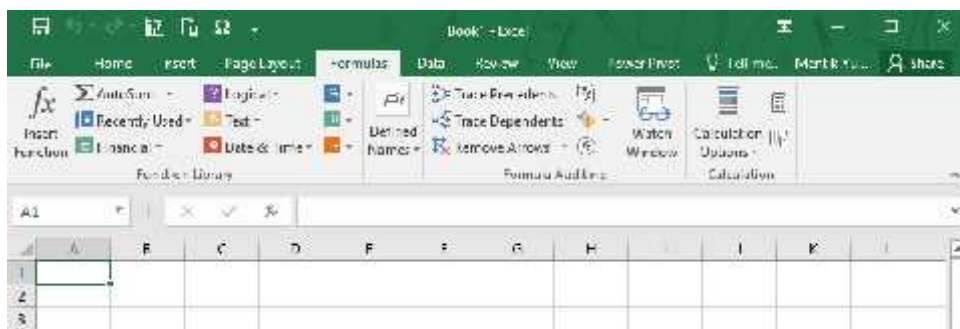 Book1 - Excel
File Home Insert Page Layout Formulas Data Review View Power Pivot Tell me... Share
fx AutoSum Logical Trace Precedents
Insert Function Recently Used Text Defined Names Trace Dependents Watch Window Calculation Options
Financial Date & Time Remove Arrows
Function Library Formula Auditing Calculation
A1 fx
A B C D E F G H I J K L
1
2
3